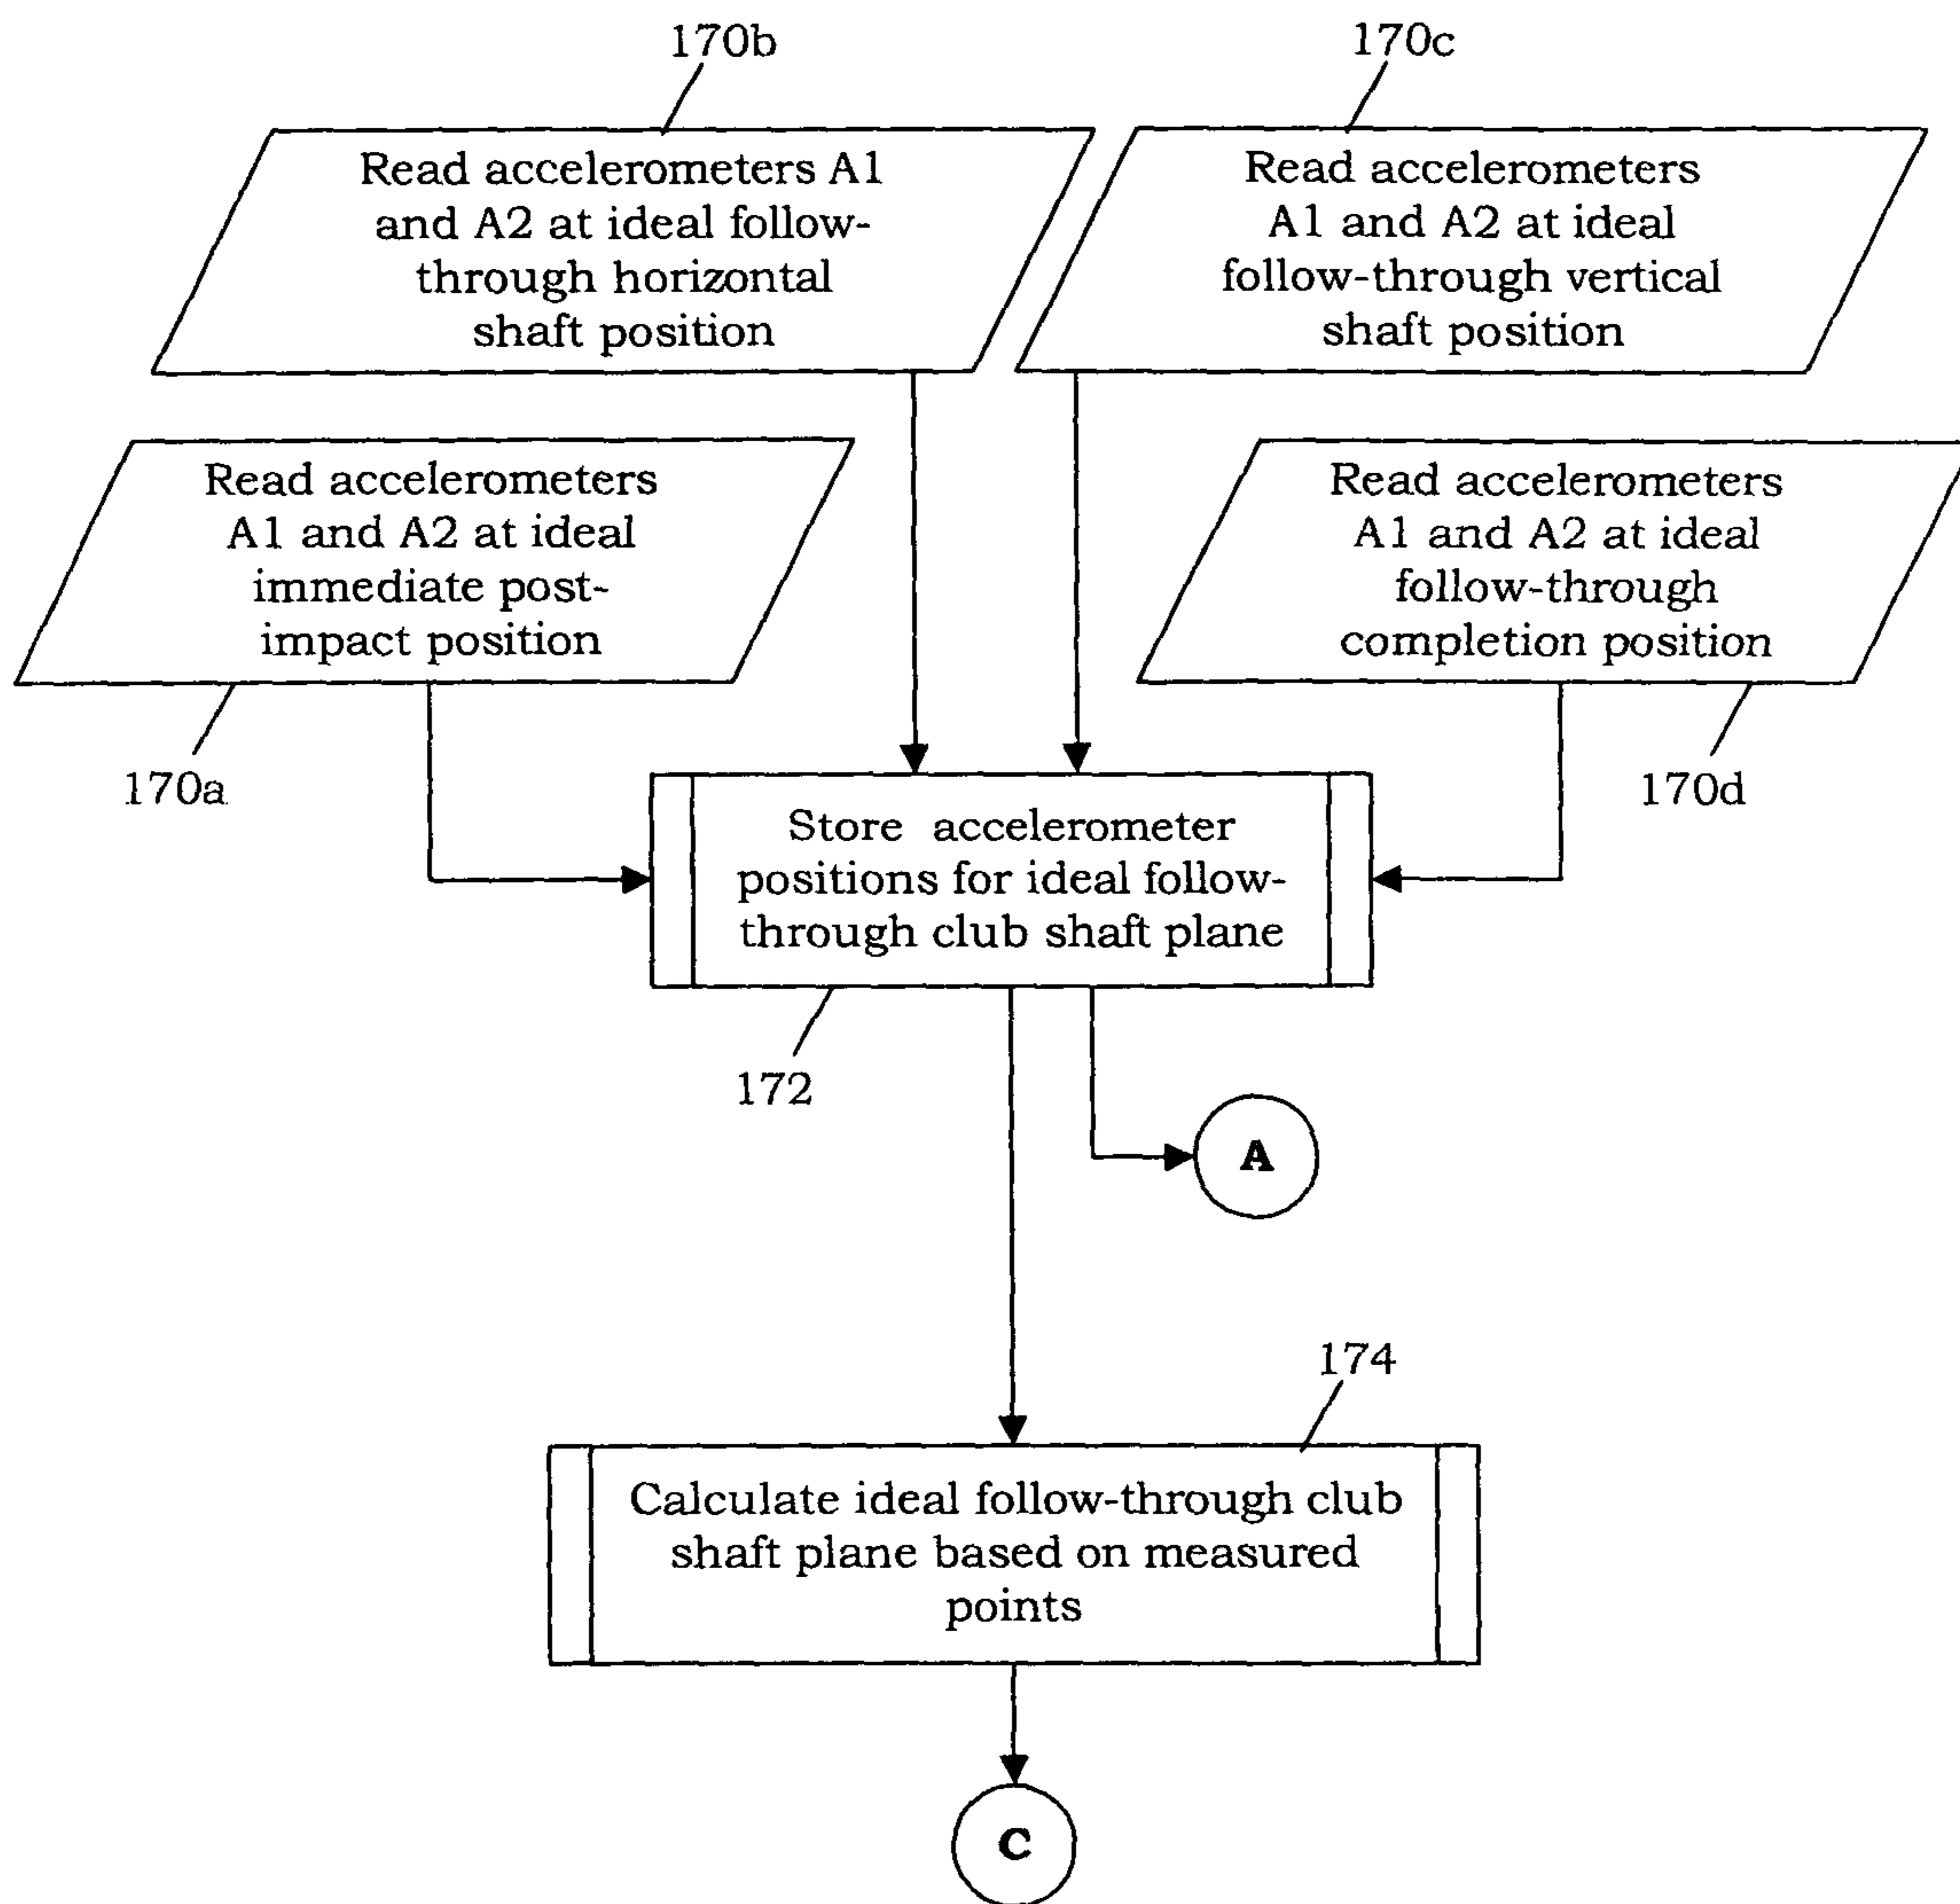 170b
170c
Read accelerometers A1
and A2 at ideal follow-
through horizontal
shaft position
Read accelerometers
A1 and A2 at ideal
follow-through vertical
shaft position
Read accelerometers
A1 and A2 at ideal
immediate post-
impact position
Read accelerometers
A1 and A2 at ideal
follow-through
completion position
170a
170d
Store accelerometer
positions for ideal follow-
through club shaft plane
172
A
174
Calculate ideal follow-through club
shaft plane based on measured
points
C